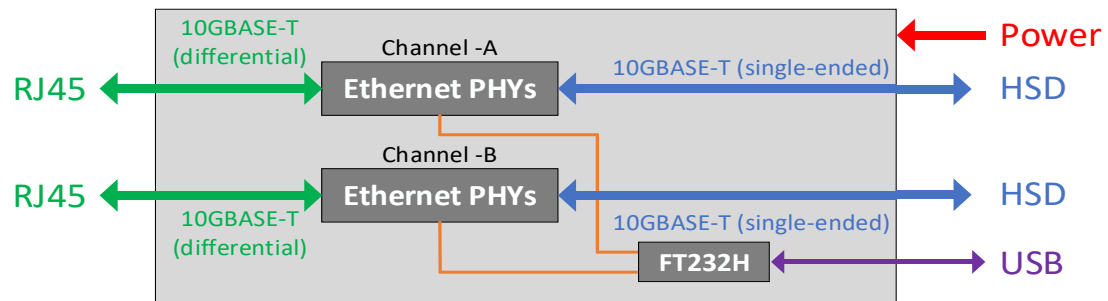 10GBASE-T
(differential)
Channel -A
Power
RJ45
Ethernet PHYs
10GBASE-T (single-ended)
HSD
Channel -B
RJ45
Ethernet PHYs
HSD
10GBASE-T
(differential)
10GBASE-T (single-ended)
FT232H
USB